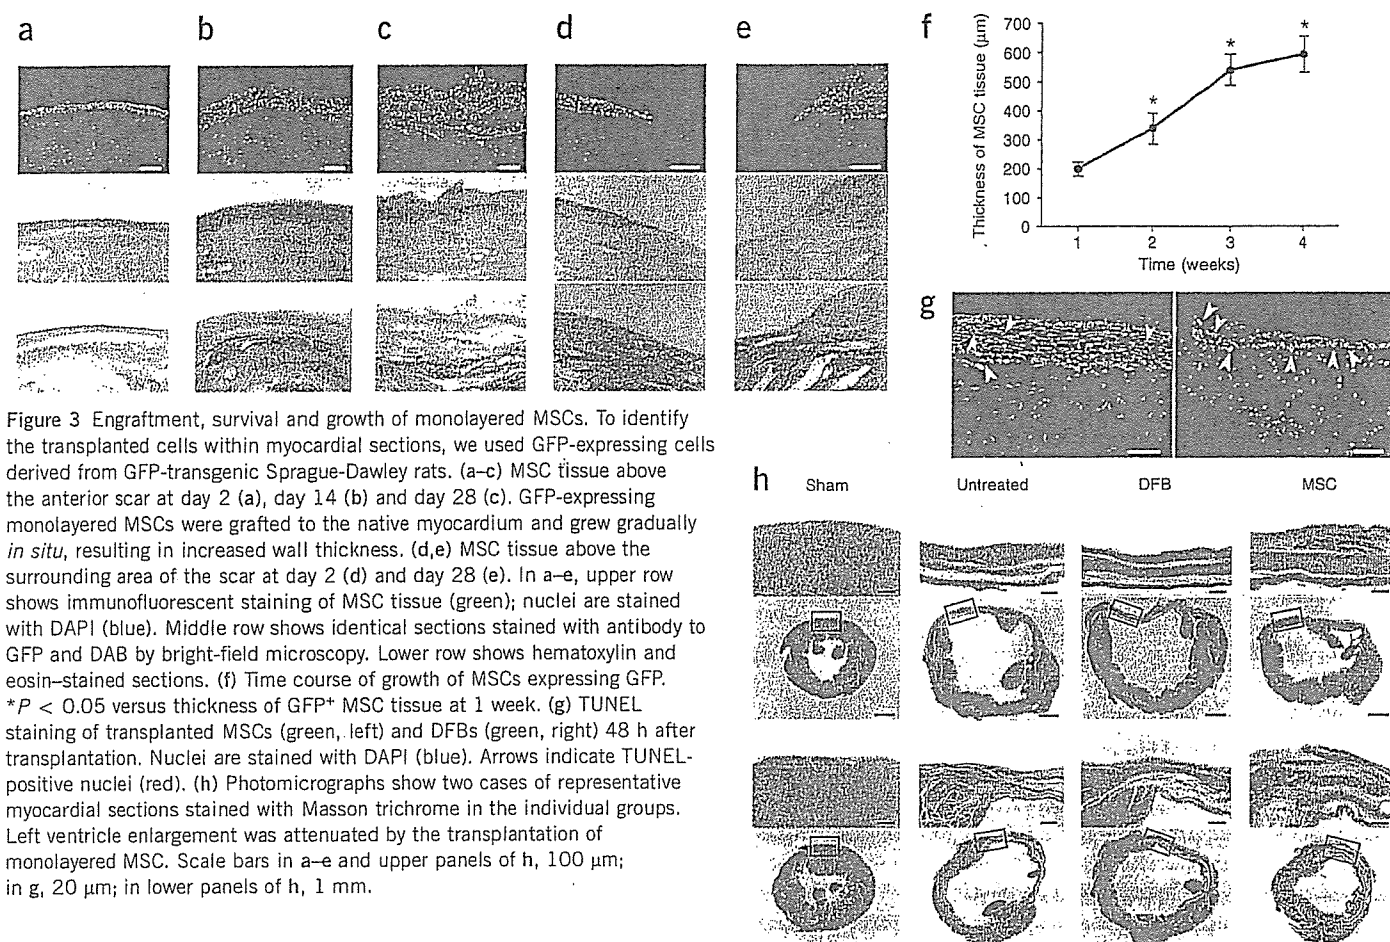 a
b
c
d
e
f
700
600
500
400
300
200
100
0
Thickness of MSC tissue (µm)
*
*
*
1
2
3
4
Time (weeks)
g
h
Sham
Untreated
DFB
MSC
Figure 3 Engraftment, survival and growth of monolayered MSCs. To identify
the transplanted cells within myocardial sections, we used GFP-expressing cells
derived from GFP-transgenic Sprague-Dawley rats. (a–c) MSC tissue above
the anterior scar at day 2 (a), day 14 (b) and day 28 (c). GFP-expressing
monolayered MSCs were grafted to the native myocardium and grew gradually
in situ, resulting in increased wall thickness. (d,e) MSC tissue above the
surrounding area of the scar at day 2 (d) and day 28 (e). In a–e, upper row
shows immunofluorescent staining of MSC tissue (green); nuclei are stained
with DAPI (blue). Middle row shows identical sections stained with antibody to
GFP and DAB by bright-field microscopy. Lower row shows hematoxylin and
eosin–stained sections. (f) Time course of growth of MSCs expressing GFP.
*P < 0.05 versus thickness of GFP⁺ MSC tissue at 1 week. (g) TUNEL
staining of transplanted MSCs (green, left) and DFBs (green, right) 48 h after
transplantation. Nuclei are stained with DAPI (blue). Arrows indicate TUNEL-
positive nuclei (red). (h) Photomicrographs show two cases of representative
myocardial sections stained with Masson trichrome in the individual groups.
Left ventricle enlargement was attenuated by the transplantation of
monolayered MSC. Scale bars in a–e and upper panels of h, 100 µm;
in g, 20 µm; in lower panels of h, 1 mm.